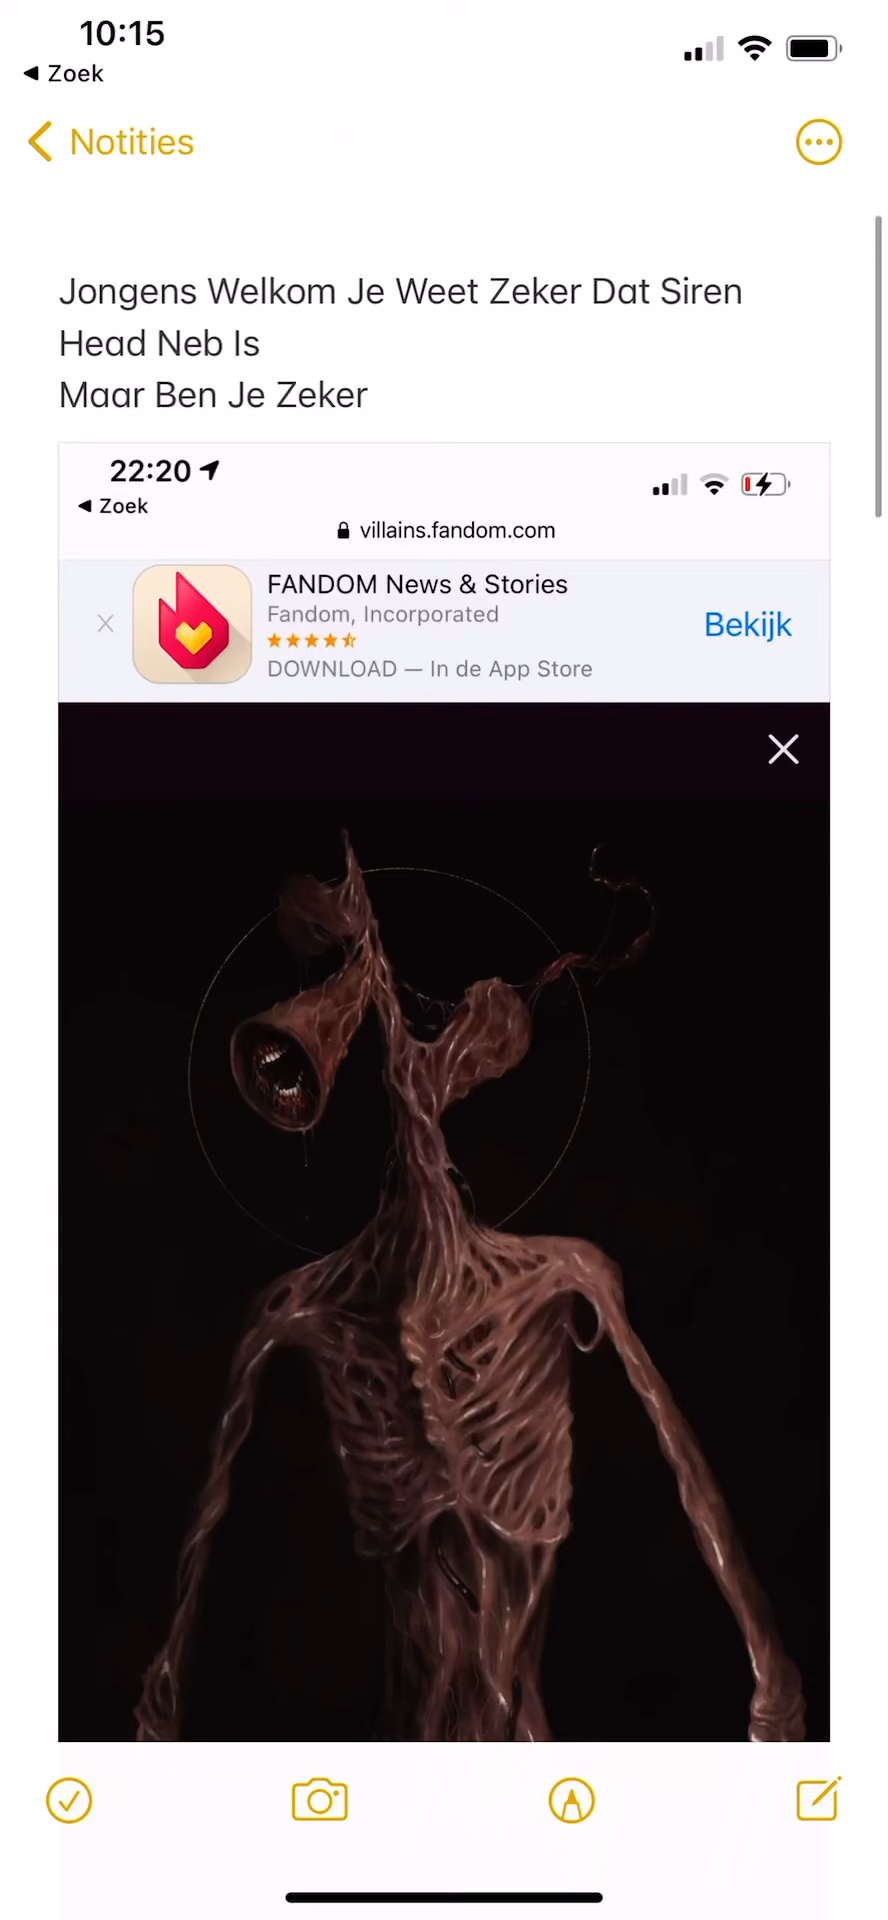 10:15
Zoek
Notities
Jongens Welkom Je Weet Zeker Dat Siren
Head Neb Is
Maar Ben Je Zeker
22:20
Zoek
villains.fandom.com
FANDOM News & Stories
Fandom, Incorporated
Bekijk
DOWNLOAD — In de App Store